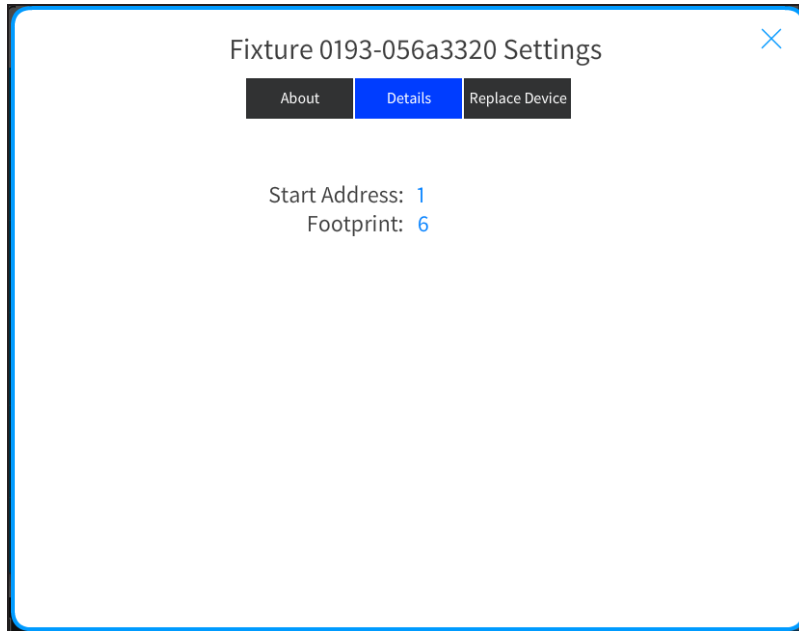 Fixture 0193-056a3320 Settings
About Details Replace Device
Start Address: 1
Footprint: 6